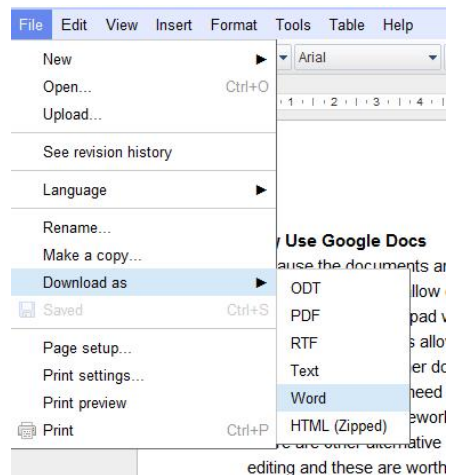 File Edit View Insert Format Tools Table Help
New
Arial
Open... Ctrl+O
1 2 3 4
Upload...
See revision history
Language
Rename...
Use Google Docs
Make a copy...
the documents
Download as
ODT
Saved Ctrl+S
PDF
RTF
Page setup...
Text
Print settings...
Word
Print preview
HTML (Zipped)
Print Ctrl+P
editing and these are worth